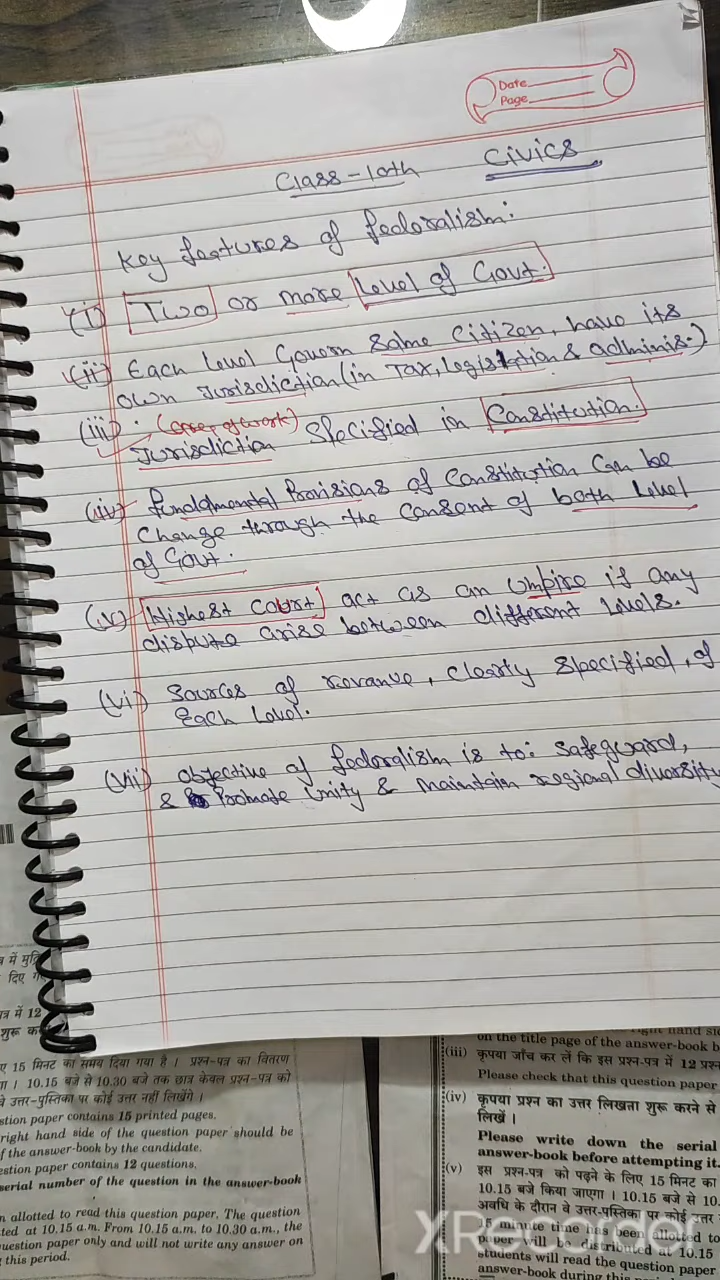 Date
Page
Class-10th Civics
Key features of federalism:
(i) Two or more Level of Govt.
(ii) Each level Govern same Citizen, have its
own Jurisdiction (in Tax, legislation & adminis.)
(iii) (area of work)
Jurisdiction Specified in Constitution.
(iv) fundamental Provisions of Constitution Can be
Change through the Consent of both Level
of Govt.
(v) Highest Court act as an Umpire if any
dispute arise between different levels.
(vi) Sources of revenue, Clearly Specified, of
Each Level.
(vii) objective of federalism is to: safeguard,
& Promote Unity & Maintain regional diversity
में मुद्रि
दिए ग
त्र में 12
शुरू कर
ए 15 मिनट का समय दिया गया है । प्रश्न-पत्र का वितरण
गा । 10.15 बजे से 10.30 बजे तक छात्र केवल प्रश्न-पत्र को
वे उत्तर-पुस्तिका पर कोई उत्तर नहीं लिखेंगे ।
stion paper contains 15 printed pages.
right hand side of the question paper should be
f the answer-book by the candidate.
estion paper contains 12 questions.
serial number of the question in the answer-book
n allotted to read this question paper. The question
ted at 10.15 a.m. From 10.15 a.m. to 10.30 a.m., the
uestion paper only and will not write any answer on
this period.
right hand si
on the title page of the answer-book b
(iii) कृपया जाँच कर लें कि इस प्रश्न-पत्र में 12 प्रश्न
Please check that this question paper
(iv) कृपया प्रश्न का उत्तर लिखना शुरू करने से
लिखें ।
Please write down the serial
answer-book before attempting it.
(v) इस प्रश्न-पत्र को पढ़ने के लिए 15 मिनट का
10.15 बजे किया जाएगा । 10.15 बजे से 10.
अवधि के दौरान वे उत्तर-पुस्तिका पर कोई उत्तर
15 minute time has been allotted to
paper will be distributed at 10.15
students will read the question paper
answer-book during this
XRecorder